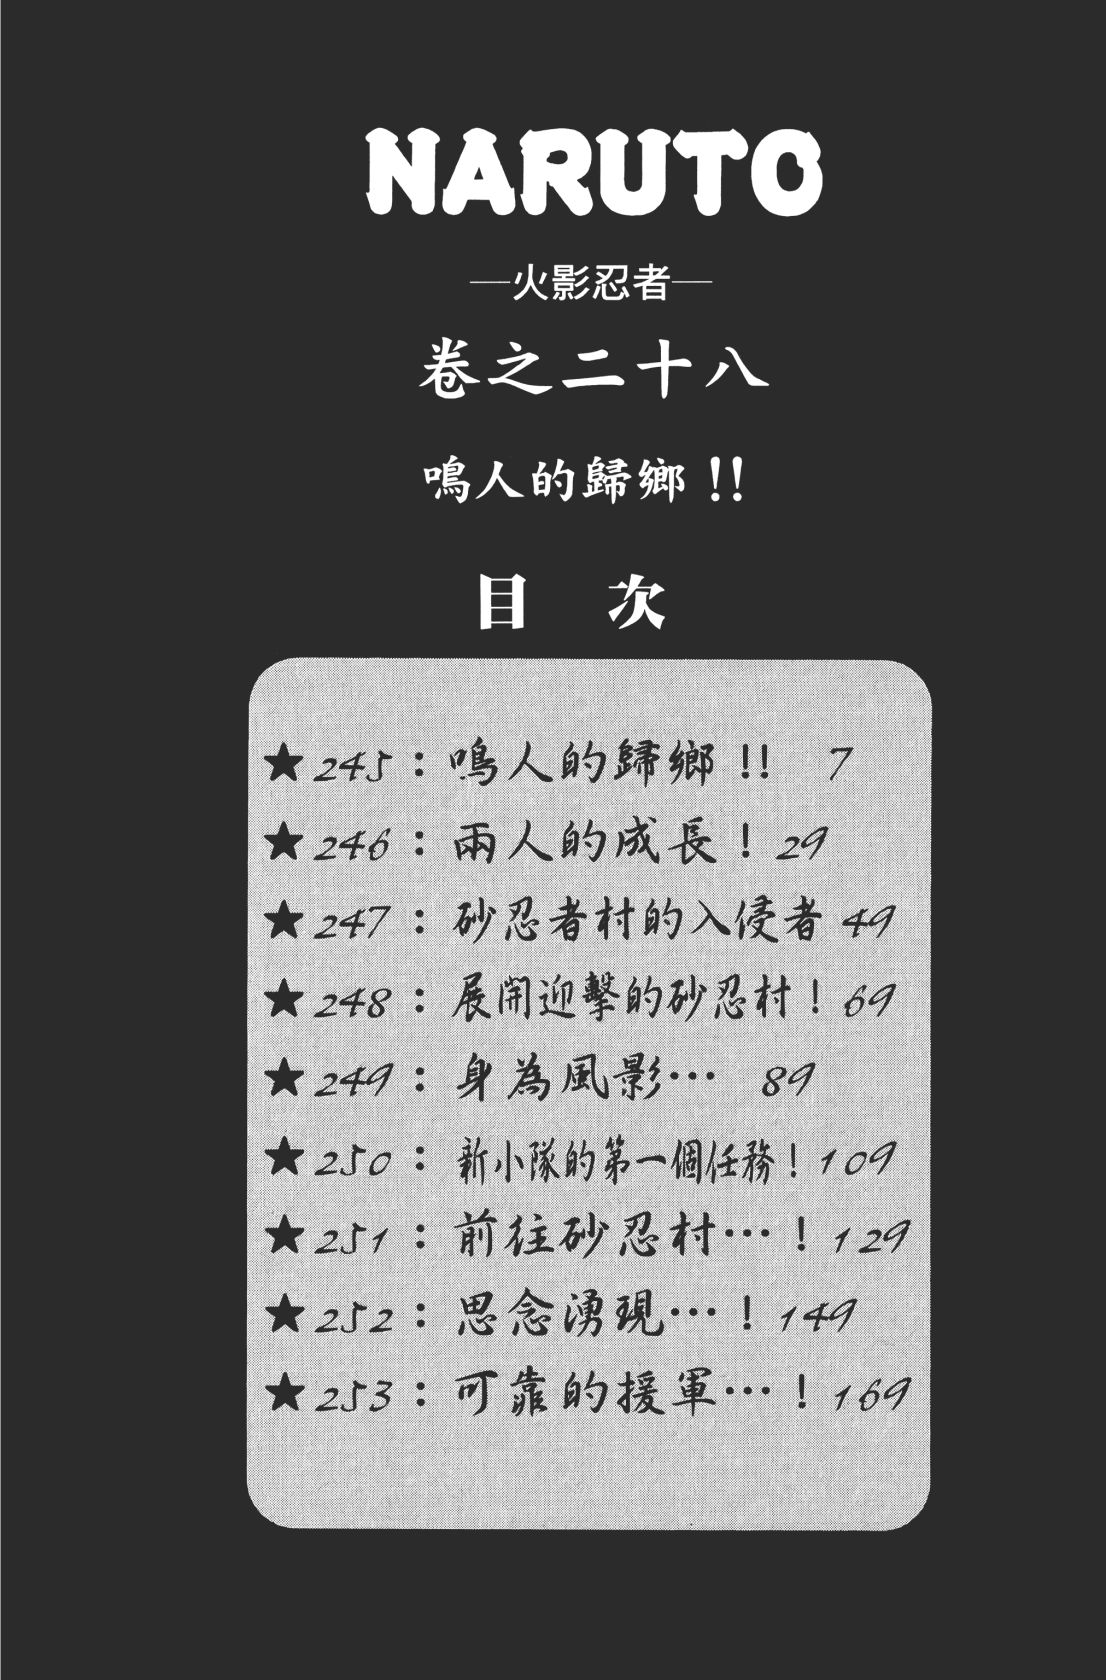 NARUTO
—火影忍者—
卷之二十八
鳴人的歸鄉!!
目 次
★245：鳴人的歸鄉!! 7
★246：兩人的成長! 29
★247：砂忍者村的入侵者 49
★248：展開迎擊的砂忍村! 69
★249：身為風影… 89
★250：新小隊的第一個任務! 109
★251：前往砂忍村…! 129
★252：思念湧現…! 149
★253：可靠的援軍…! 169